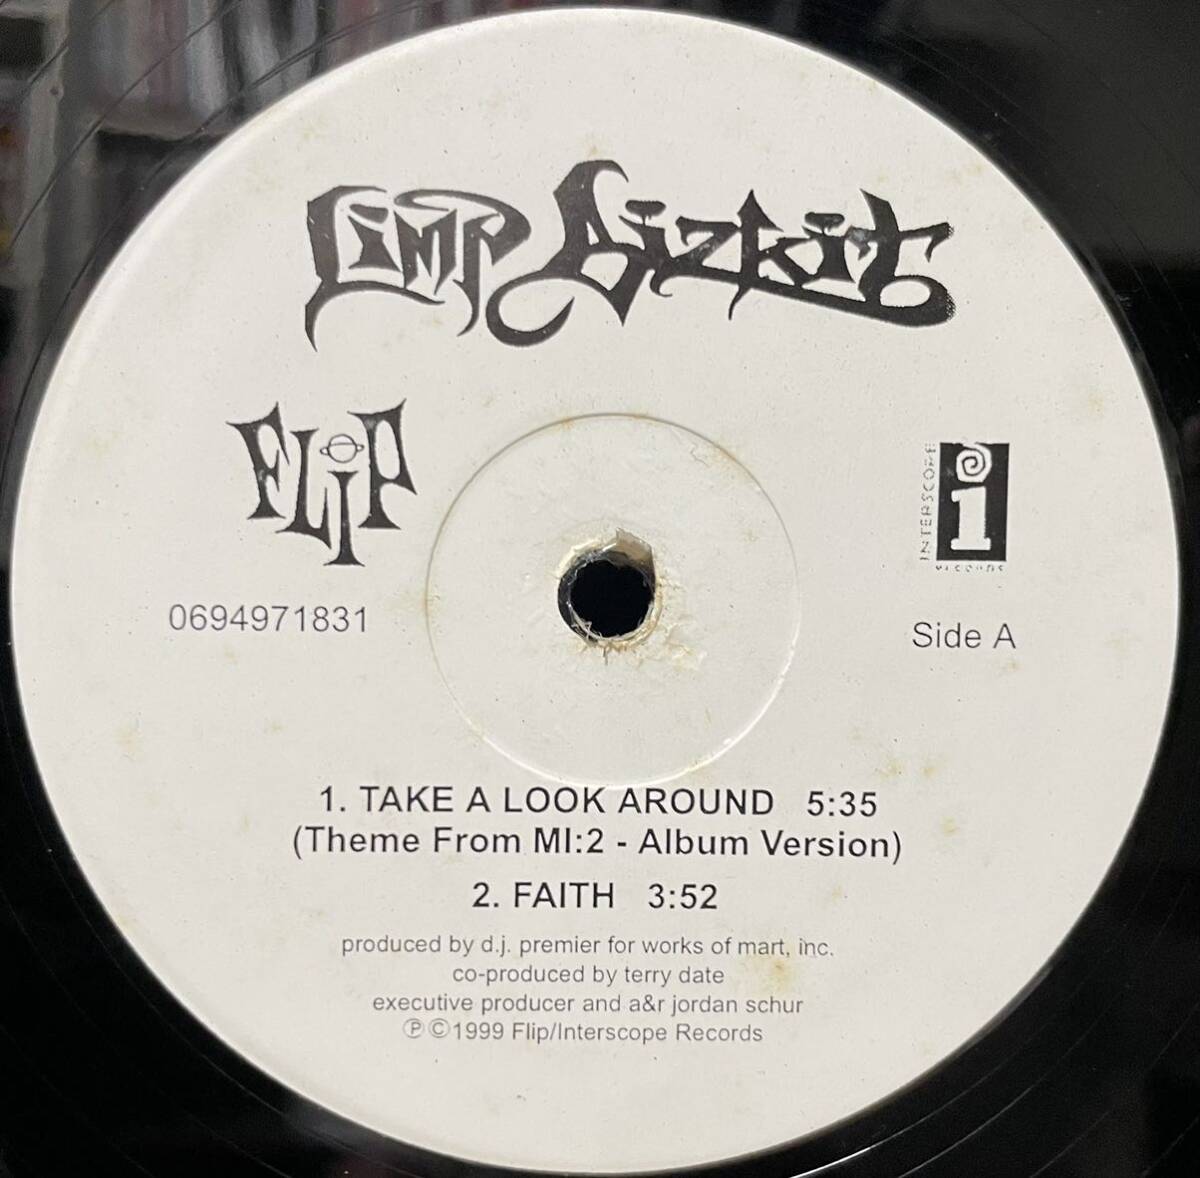 Limp Bizkit
FLiP
INTERSCOPE
i
RECORDS
0694971831
Side A
1. TAKE A LOOK AROUND 5:35
(Theme From MI:2 - Album Version)
2. FAITH 3:52
produced by d.j. premier for works of mart, inc.
co-produced by terry date
executive producer and a&r jordan schur
℗©1999 Flip/Interscope Records